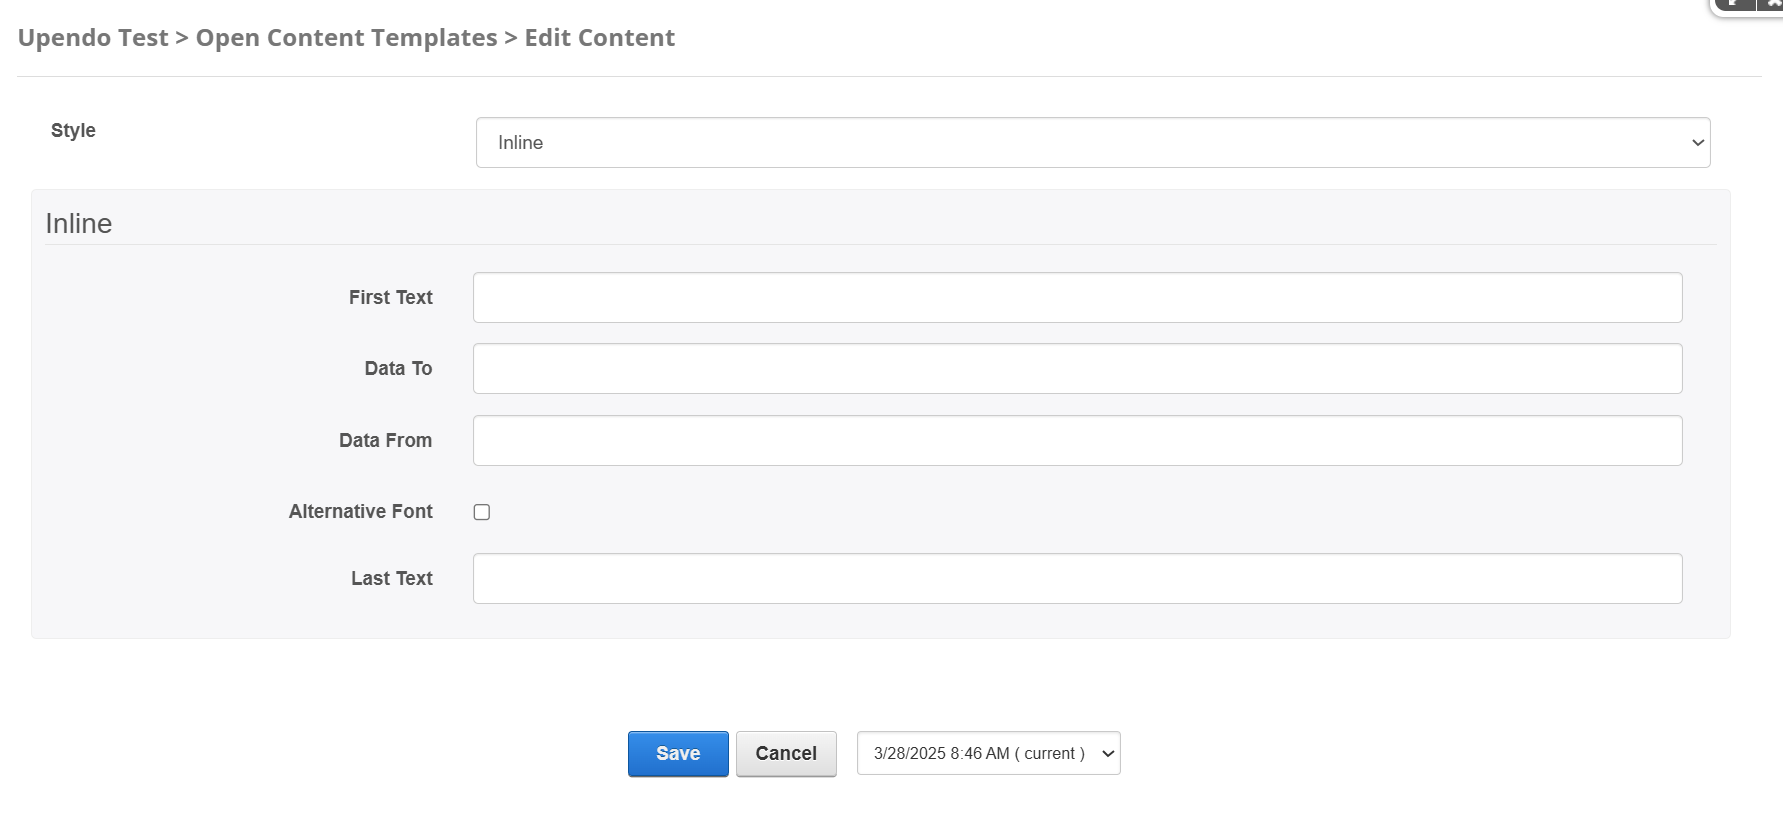 Upendo Test > Open Content Templates > Edit Content
Style
Inline
Inline
First Text
Data To
Data From
Alternative Font
Last Text
Save
Cancel
3/28/2025 8:46 AM ( current )